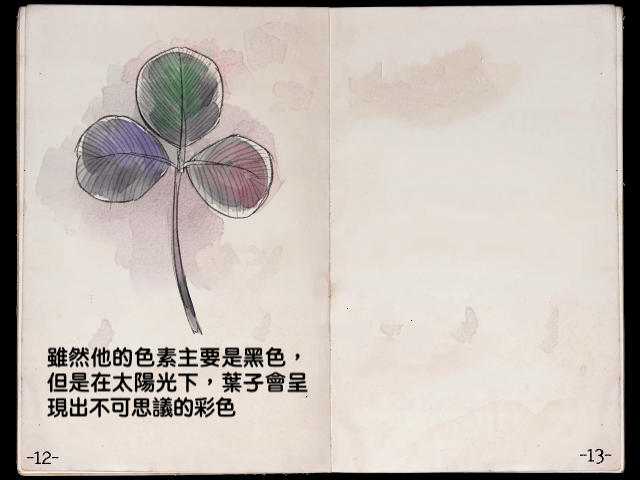 雖然他的色素主要是黑色，
但是在太陽光下，葉子會呈
現出不可思議的彩色
-12-
-13-